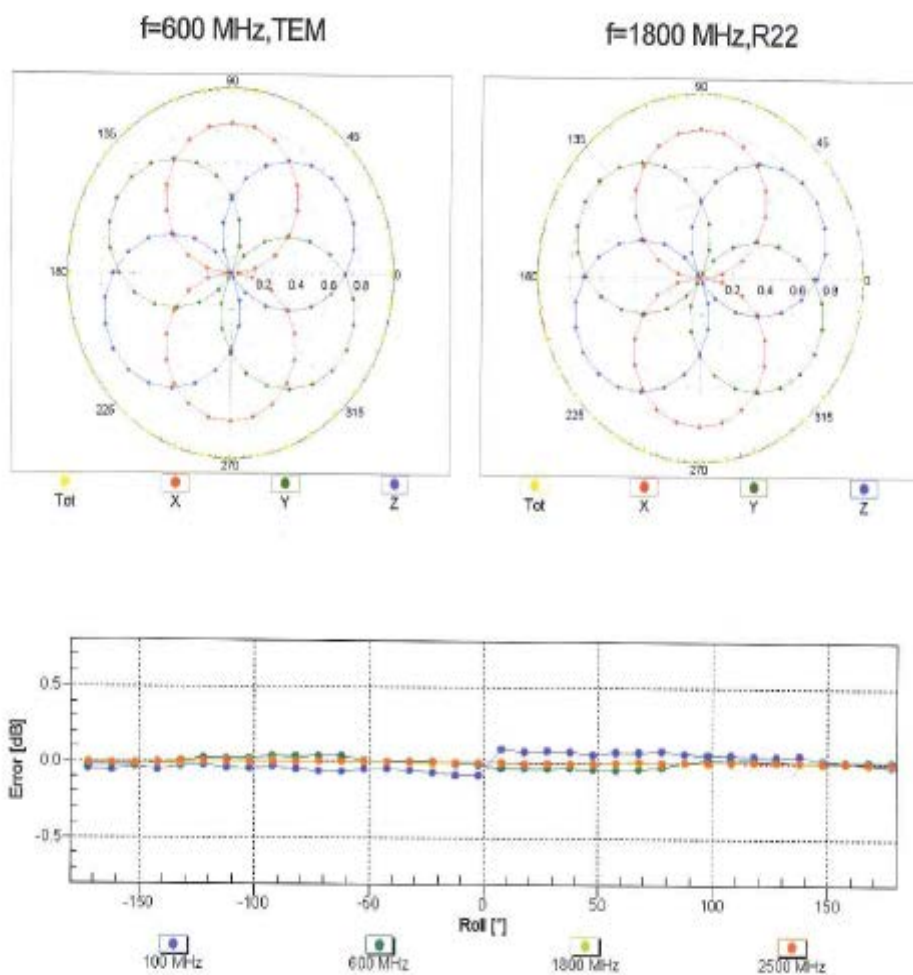 f=600 MHz,TEM
f=1800 MHz,R22
90
135
45
180
0
0.2 0.4 0.6 0.8
225
315
270
Tot X Y Z
90
135
45
180
0
0.2 0.4 0.6 0.8
225
315
270
Tot X Y Z
Error [dB]
0.5
0.0
-0.5
-150 -100 -50 0 50 100 150
Roll [°]
100 MHz 600 MHz 1800 MHz 2500 MHz